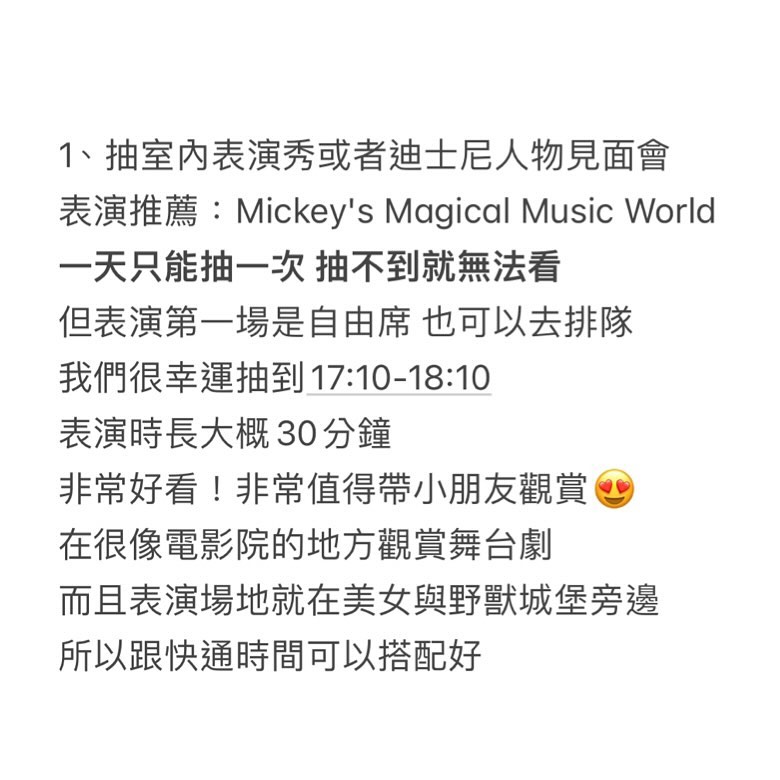 1、抽室內表演秀或者迪士尼人物見面會
表演推薦：Mickey's Magical Music World
一天只能抽一次 抽不到就無法看
但表演第一場是自由席 也可以去排隊
我們很幸運抽到17:10-18:10
表演時長大概30分鐘
非常好看！非常值得帶小朋友觀賞😍
在很像電影院的地方觀賞舞台劇
而且表演場地就在美女與野獸城堡旁邊
所以跟快通時間可以搭配好